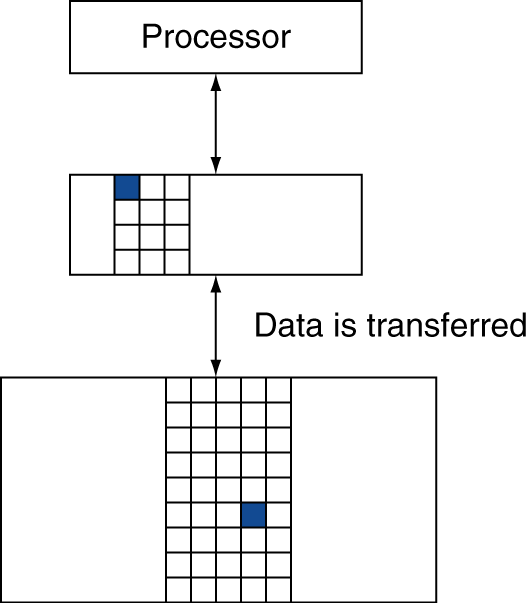 Processor
Data is transferred